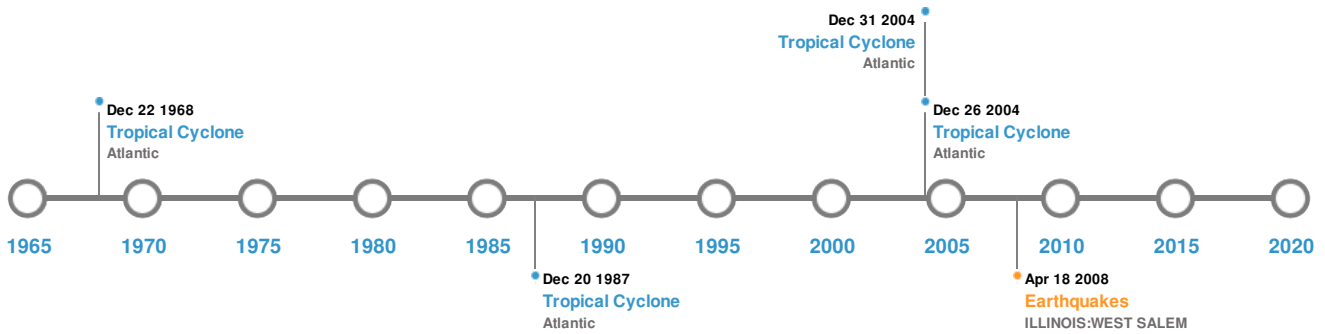 Dec 31 2004
Tropical Cyclone
Atlantic
Dec 22 1968
Tropical Cyclone
Atlantic
Dec 26 2004
Tropical Cyclone
Atlantic
1965 1970 1975 1980 1985 1990 1995 2000 2005 2010 2015 2020
Dec 20 1987
Tropical Cyclone
Atlantic
Apr 18 2008
Earthquakes
ILLINOIS:WEST SALEM